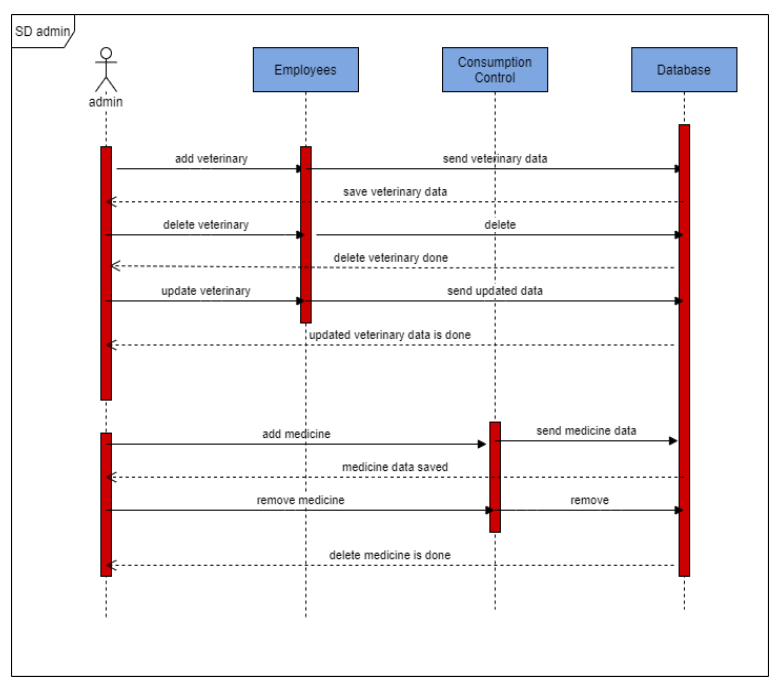 SD admin
admin
Employees
Consumption
Control
Database
add veterinary
send veterinary data
save veterinary data
delete veterinary
delete
delete veterinary done
update veterinary
send updated data
updated veterinary data is done
add medicine
send medicine data
medicine data saved
remove medicine
remove
delete medicine is done